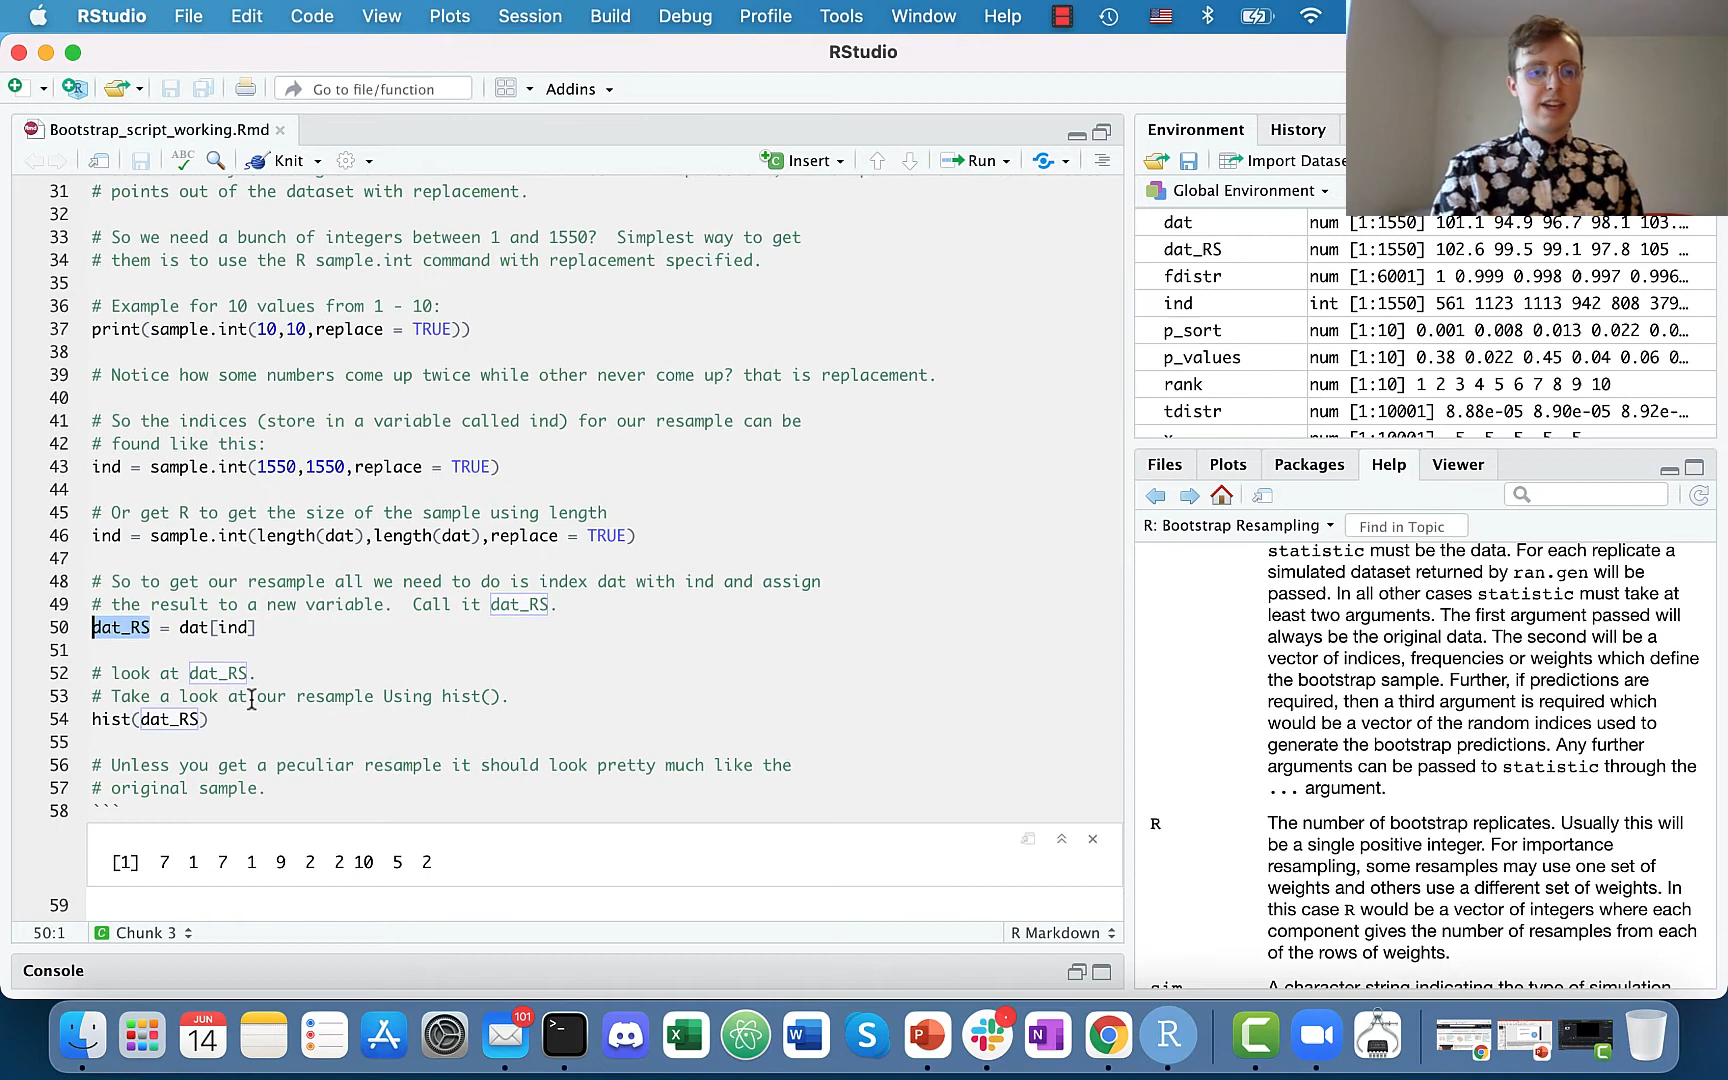 RStudio File Edit Code View Plots Session Build Debug Profile Tools Window Help
RStudio
Go to file/function Addins
Bootstrap_script_working.Rmd
ABC Knit Insert Run
31 # points out of the dataset with replacement.
32
33 # So we need a bunch of integers between 1 and 1550?  Simplest way to get
34 # them is to use the R sample.int command with replacement specified.
35
36 # Example for 10 values from 1 - 10:
37 print(sample.int(10,10,replace = TRUE))
38
39 # Notice how some numbers come up twice while other never come up? that is replacement.
40
41 # So the indices (store in a variable called ind) for our resample can be
42 # found like this:
43 ind = sample.int(1550,1550,replace = TRUE)
44
45 # Or get R to get the size of the sample using length
46 ind = sample.int(length(dat),length(dat),replace = TRUE)
47
48 # So to get our resample all we need to do is index dat with ind and assign
49 # the result to a new variable.  Call it dat_RS.
50 dat_RS = dat[ind]
51
52 # look at dat_RS.
53 # Take a look at our resample Using hist().
54 hist(dat_RS)
55
56 # Unless you get a peculiar resample it should look pretty much like the
57 # original sample.
58 ```
[1] 7 1 7 1 9 2 2 10 5 2
59
50:1 C Chunk 3 R Markdown
Console
Environment History
Import Datase
Global Environment
dat num [1:1550] 101.1 94.9 96.7 98.1 103.…
dat_RS num [1:1550] 102.6 99.5 99.1 97.8 105 …
fdistr num [1:6001] 1 0.999 0.998 0.997 0.996…
ind int [1:1550] 561 1123 1113 942 808 379…
p_sort num [1:10] 0.001 0.008 0.013 0.022 0.0…
p_values num [1:10] 0.38 0.022 0.45 0.04 0.06 0…
rank num [1:10] 1 2 3 4 5 6 7 8 9 10
tdistr num [1:10001] 8.88e-05 8.90e-05 8.92e-…
Files Plots Packages Help Viewer
R: Bootstrap Resampling Find in Topic
statistic must be the data. For each replicate a
simulated dataset returned by ran.gen will be
passed. In all other cases statistic must take at
least two arguments. The first argument passed will
always be the original data. The second will be a
vector of indices, frequencies or weights which define
the bootstrap sample. Further, if predictions are
required, then a third argument is required which
would be a vector of the random indices used to
generate the bootstrap predictions. Any further
arguments can be passed to statistic through the
... argument.
R The number of bootstrap replicates. Usually this will
be a single positive integer. For importance
resampling, some resamples may use one set of
weights and others use a different set of weights. In
this case R would be a vector of integers where each
component gives the number of resamples from each
of the rows of weights.
sim A character string indicating the type of simulation
JUN
14
101